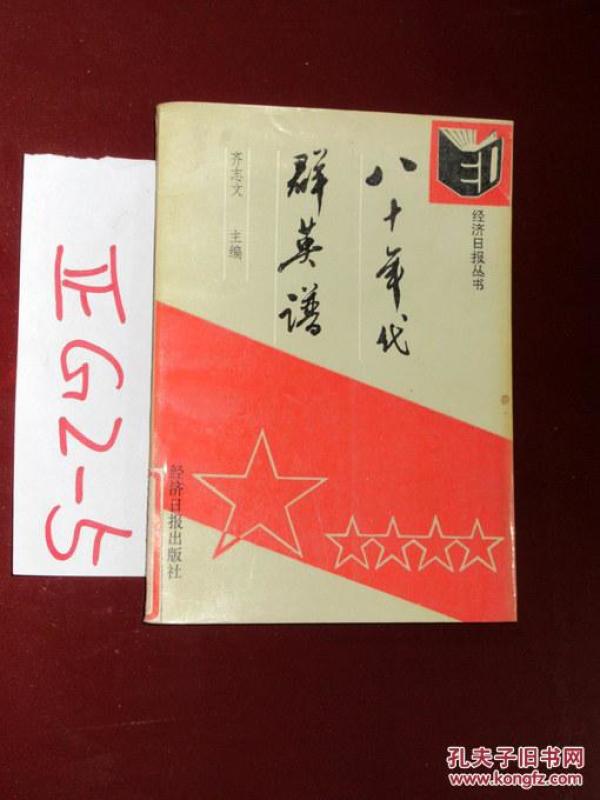 正G2-5
八十年代
群英谱
齐志文 主编
经济日报丛书
经济日报出版社
孔夫子旧书网
www.kongfz.com